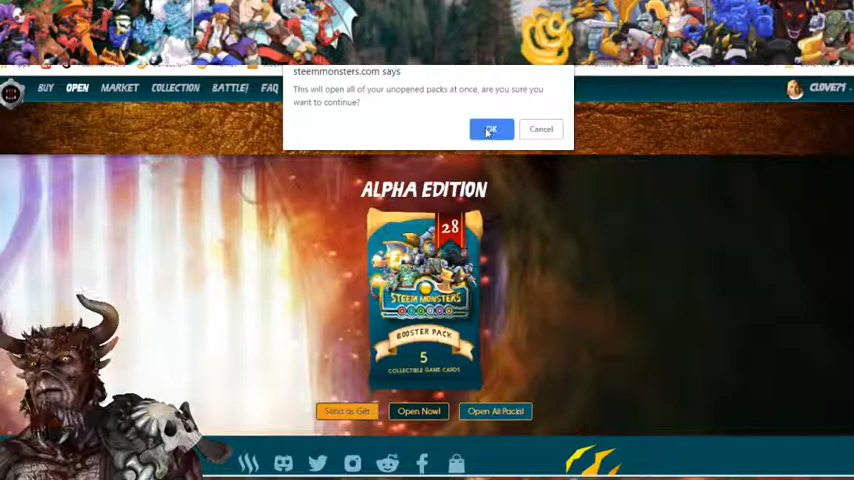 steemmonsters.com says
This will open all of your unopened packs at once, are you sure you
want to continue?
OK
Cancel
BUY
OPEN
MARKET
COLLECTION
BATTLE!
FAQ
CLOVE71
ALPHA EDITION
28
STEEM MONSTERS
BOOSTER PACK
5
COLLECTIBLE GAME CARDS
Send as Gift
Open Now!
Open All Packs!